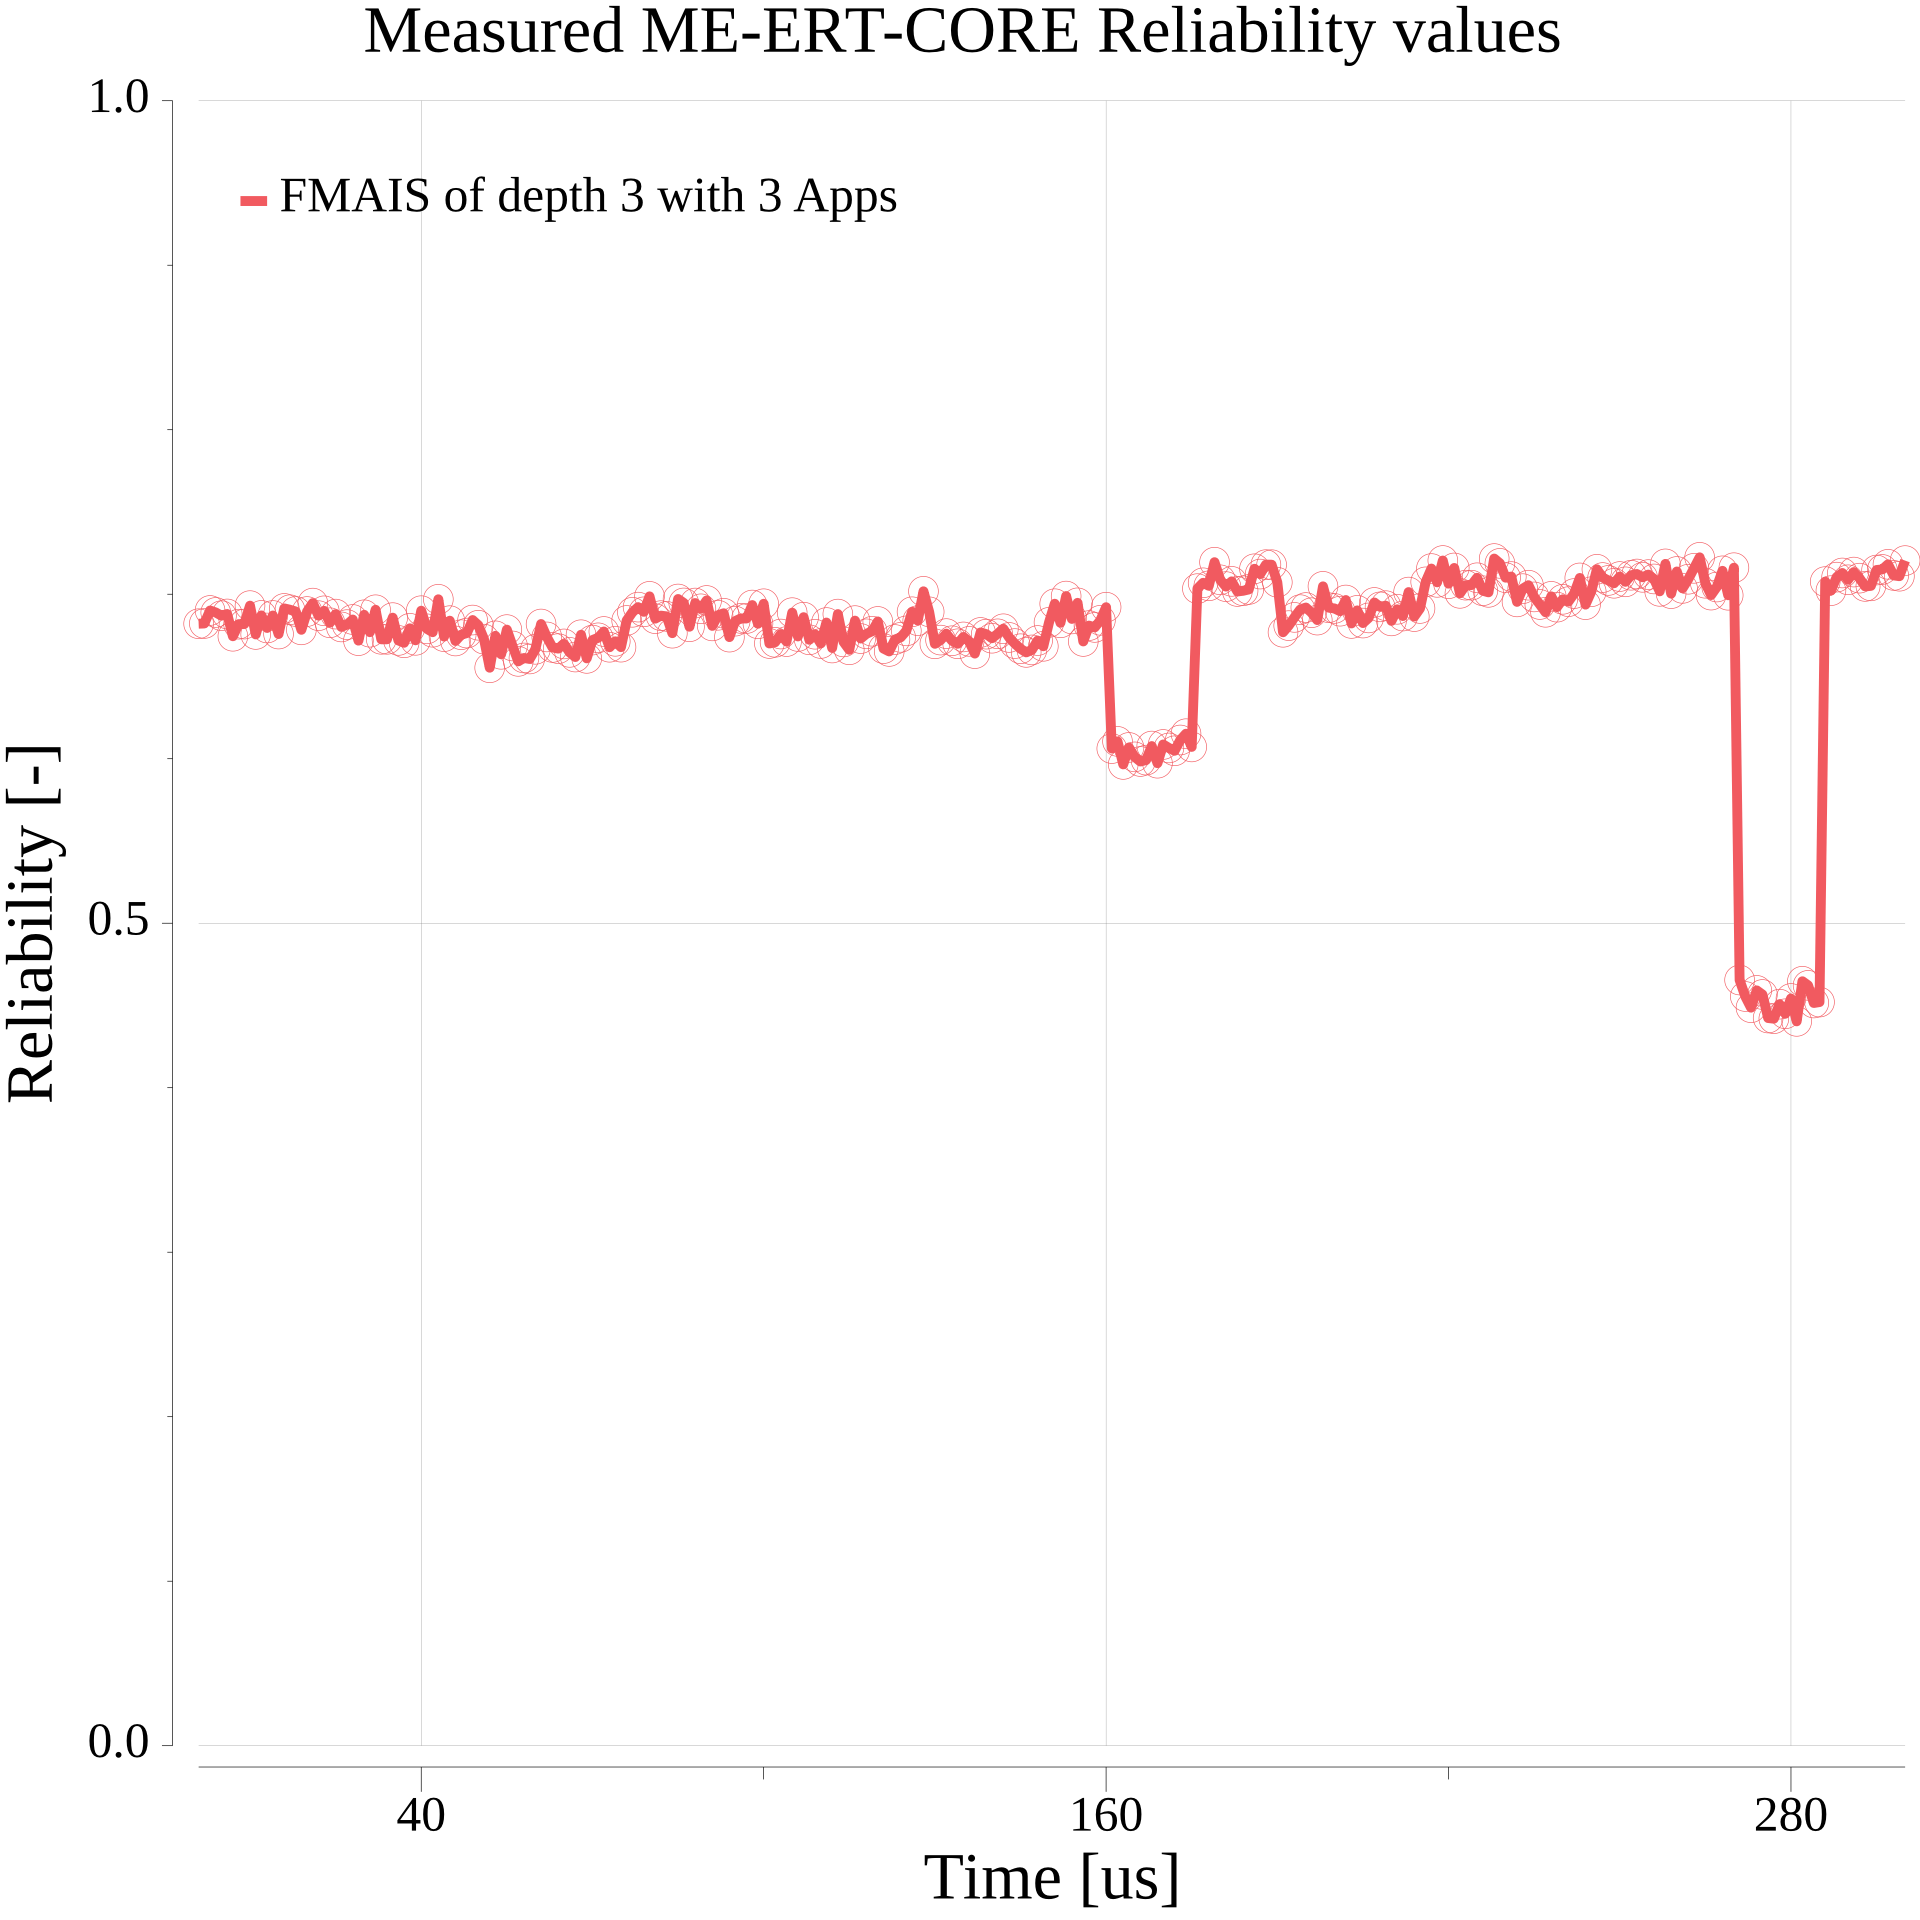 Measured ME-ERT-CORE Reliability values
1.0
FMAIS of depth 3 with 3 Apps
0.5
Reliability [-]
0.0
40
160
280
Time [us]